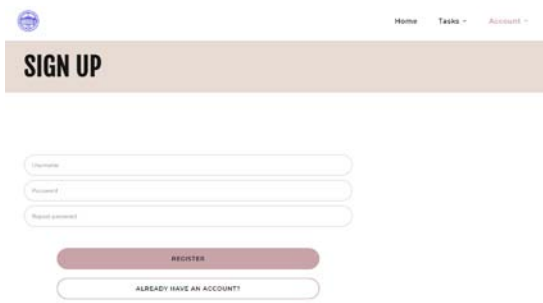 Home Tasks Account
SIGN UP
Username
Password
Repeat password
REGISTER
ALREADY HAVE AN ACCOUNT?